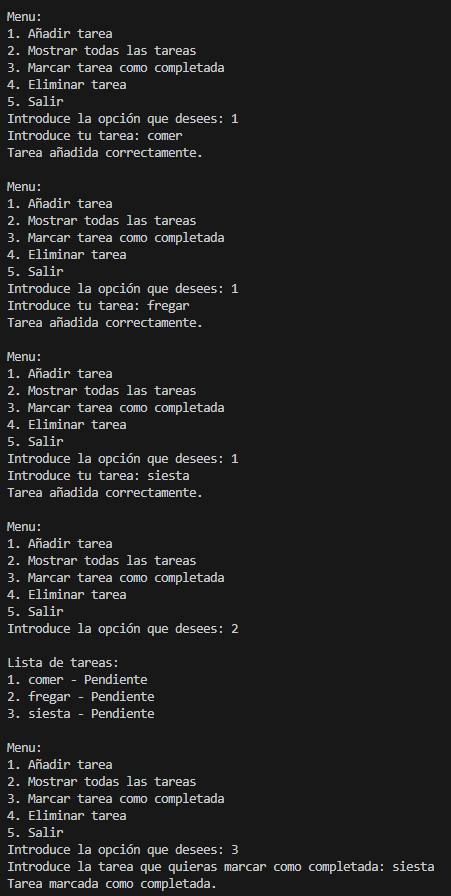 Menu:
1. Añadir tarea
2. Mostrar todas las tareas
3. Marcar tarea como completada
4. Eliminar tarea
5. Salir
Introduce la opción que desees: 1
Introduce tu tarea: comer
Tarea añadida correctamente.
Menu:
1. Añadir tarea
2. Mostrar todas las tareas
3. Marcar tarea como completada
4. Eliminar tarea
5. Salir
Introduce la opción que desees: 1
Introduce tu tarea: fregar
Tarea añadida correctamente.
Menu:
1. Añadir tarea
2. Mostrar todas las tareas
3. Marcar tarea como completada
4. Eliminar tarea
5. Salir
Introduce la opción que desees: 1
Introduce tu tarea: siesta
Tarea añadida correctamente.
Menu:
1. Añadir tarea
2. Mostrar todas las tareas
3. Marcar tarea como completada
4. Eliminar tarea
5. Salir
Introduce la opción que desees: 2
Lista de tareas:
1. comer - Pendiente
2. fregar - Pendiente
3. siesta - Pendiente
Menu:
1. Añadir tarea
2. Mostrar todas las tareas
3. Marcar tarea como completada
4. Eliminar tarea
5. Salir
Introduce la opción que desees: 3
Introduce la tarea que quieras marcar como completada: siesta
Tarea marcada como completada.